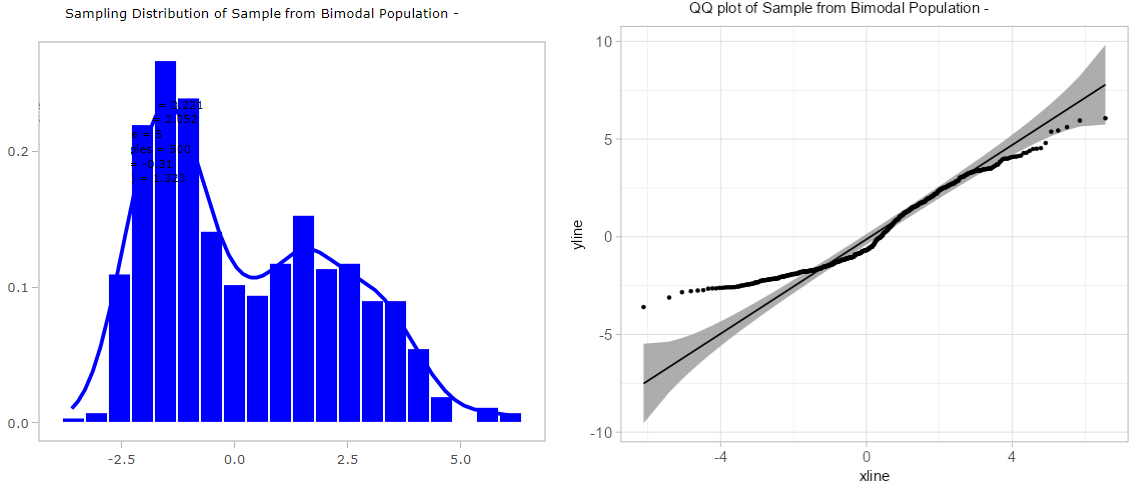 Sampling Distribution of Sample from Bimodal Population -
0.2
0.1
0.0
-2.5 0.0 2.5 5.0
QQ plot of Sample from Bimodal Population -
10
5
0
-5
-10
yline
-4 0 4
xline